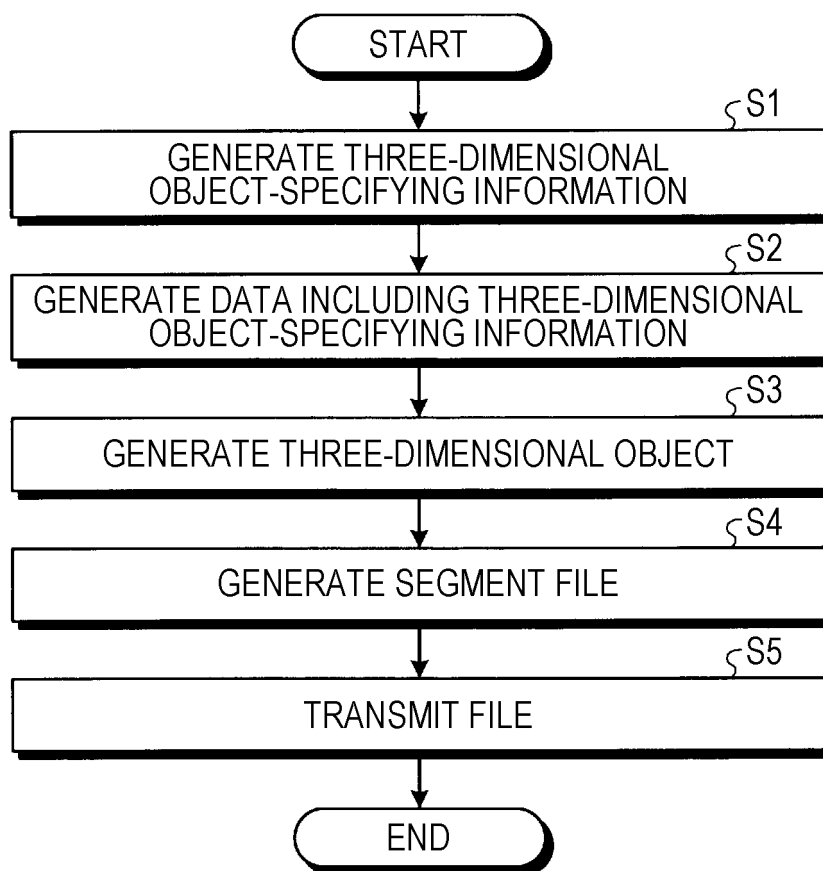 START
S1
GENERATE THREE-DIMENSIONAL
OBJECT-SPECIFYING INFORMATION
S2
GENERATE DATA INCLUDING THREE-DIMENSIONAL
OBJECT-SPECIFYING INFORMATION
S3
GENERATE THREE-DIMENSIONAL OBJECT
S4
GENERATE SEGMENT FILE
S5
TRANSMIT FILE
END